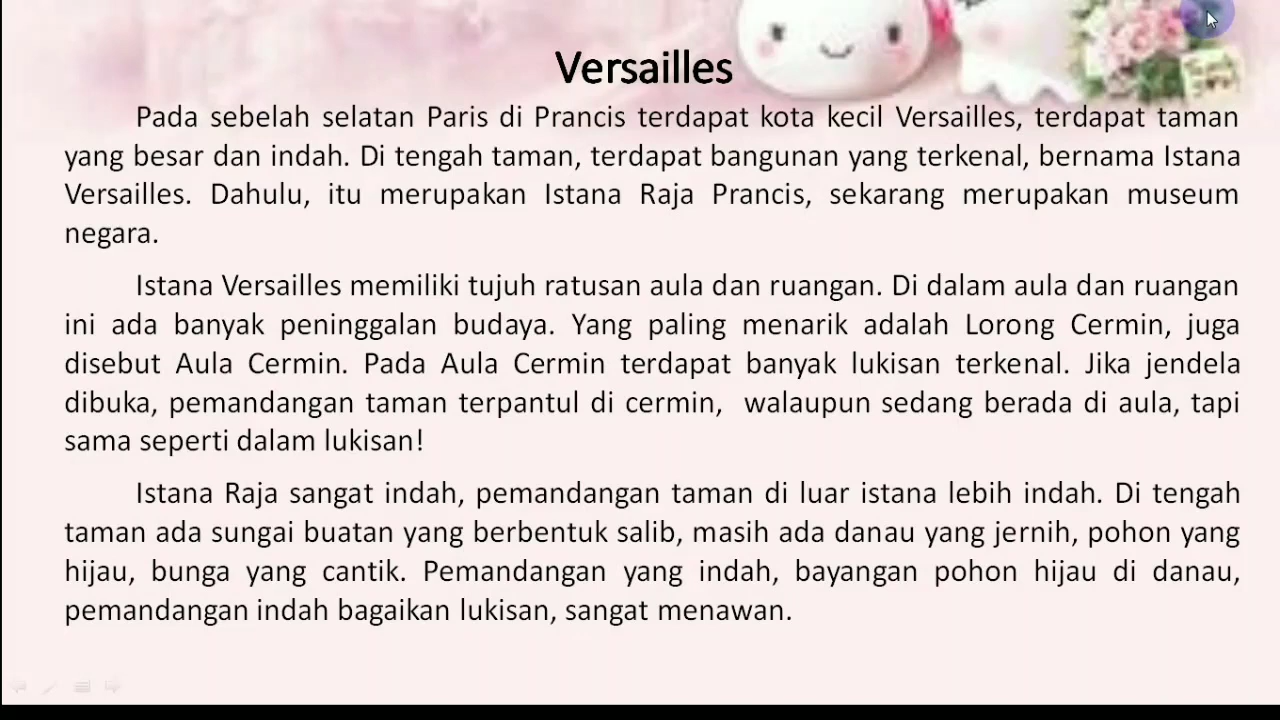 Versailles
Pada sebelah selatan Paris di Prancis terdapat kota kecil Versailles, terdapat taman
yang besar dan indah. Di tengah taman, terdapat bangunan yang terkenal, bernama Istana
Versailles. Dahulu, itu merupakan Istana Raja Prancis, sekarang merupakan museum
negara.
Istana Versailles memiliki tujuh ratusan aula dan ruangan. Di dalam aula dan ruangan
ini ada banyak peninggalan budaya. Yang paling menarik adalah Lorong Cermin, juga
disebut Aula Cermin. Pada Aula Cermin terdapat banyak lukisan terkenal. Jika jendela
dibuka, pemandangan taman terpantul di cermin, walaupun sedang berada di aula, tapi
sama seperti dalam lukisan!
Istana Raja sangat indah, pemandangan taman di luar istana lebih indah. Di tengah
taman ada sungai buatan yang berbentuk salib, masih ada danau yang jernih, pohon yang
hijau, bunga yang cantik. Pemandangan yang indah, bayangan pohon hijau di danau,
pemandangan indah bagaikan lukisan, sangat menawan.